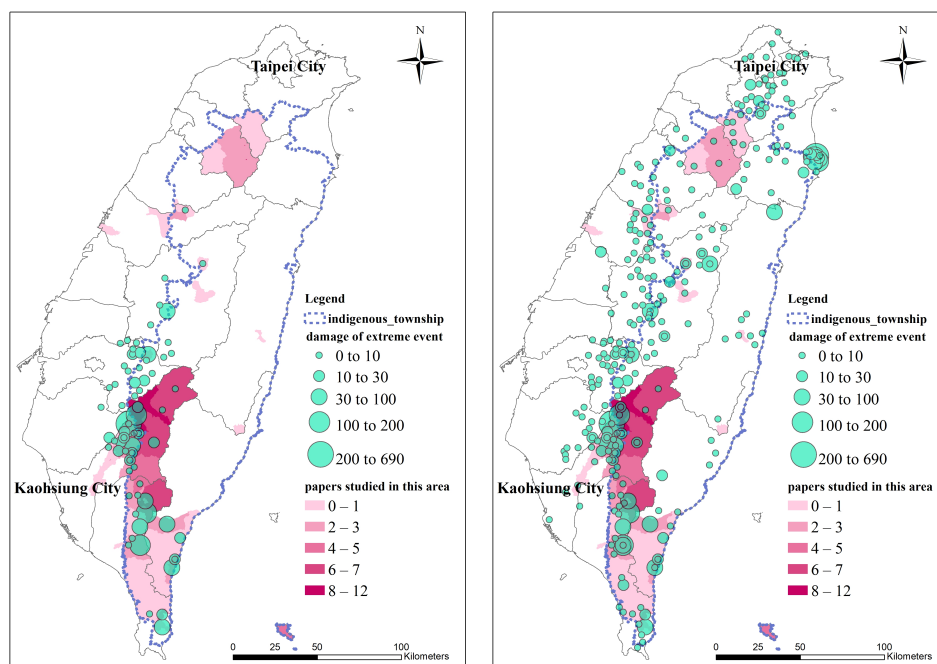 N
Taipei City
Legend
indigenous_township
damage of extreme event
0 to 10
10 to 30
30 to 100
100 to 200
200 to 690
Kaohsiung City
papers studied in this area
0 – 1
2 – 3
4 – 5
6 – 7
8 – 12
0 25 50 100
Kilometers
N
Taipei City
Legend
indigenous_township
damage of extreme event
0 to 10
10 to 30
30 to 100
100 to 200
200 to 690
Kaohsiung City
papers studied in this area
0 – 1
2 – 3
4 – 5
6 – 7
8 – 12
0 25 50 100
Kilometers